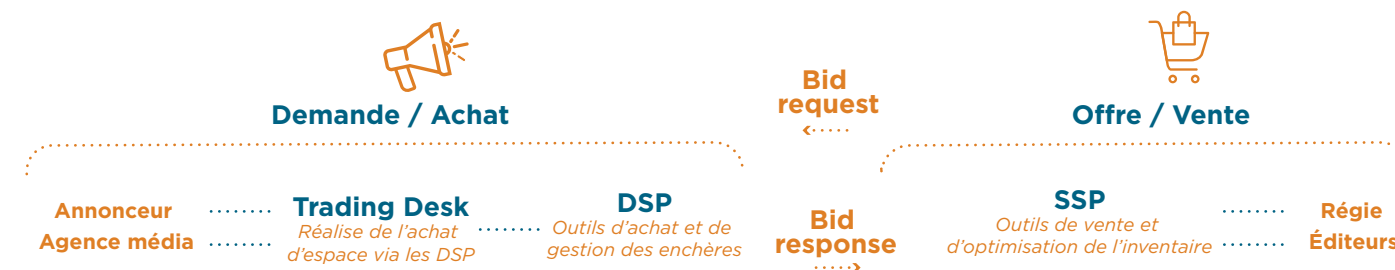 Demande / Achat
Bid
request
Offre / Vente
Annonceur
Agence média
Trading Desk
Réalise de l'achat
d'espace via les DSP
DSP
Outils d'achat et de
gestion des enchères
Bid
response
SSP
Outils de vente et
d'optimisation de l'inventaire
Régie
Éditeurs